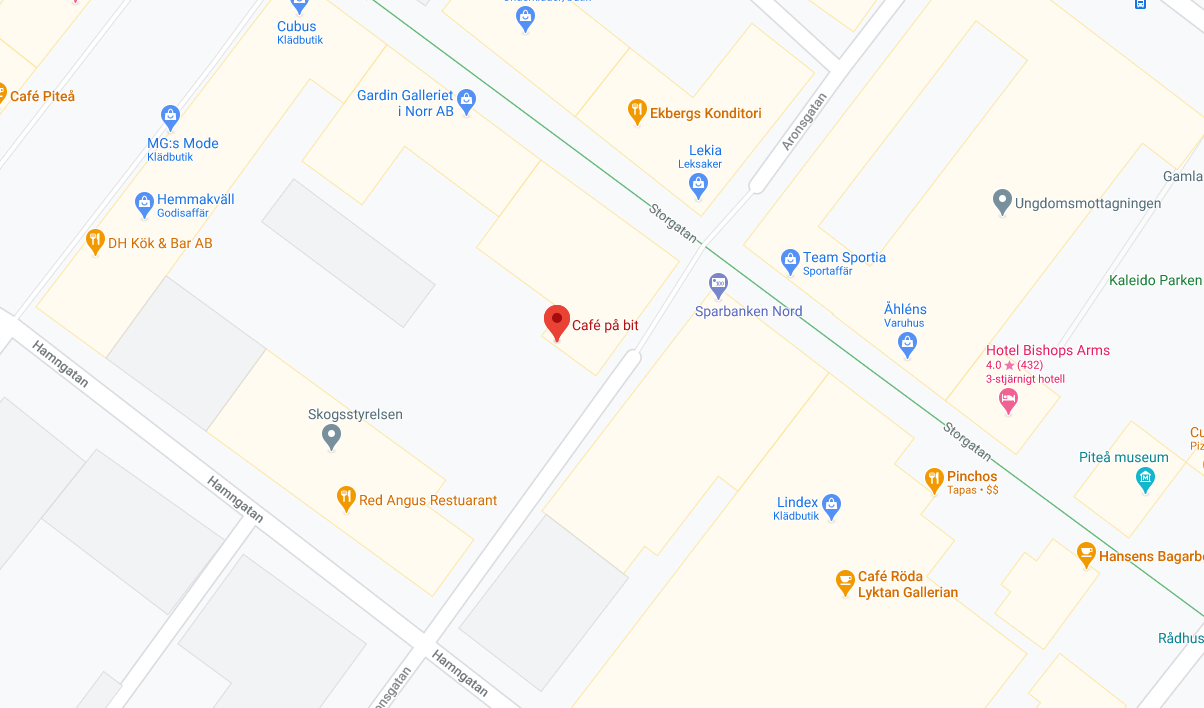 Cubus
Klädbutik
Café Piteå
Gardin Galleriet
i Norr AB
Ekbergs Konditori
Aronsgatan
MG:s Mode
Klädbutik
Lekia
Leksaker
Gamla
Hemmakväll
Godisaffär
Ungdomsmottagningen
Storgatan
DH Kök & Bar AB
Team Sportia
Sportaffär
Kaleido Parken
Sparbanken Nord
Åhléns
Varuhus
Café på bit
Hotel Bishops Arms
4.0 ★ (432)
3-stjärnigt hotell
Hamngatan
Skogsstyrelsen
Storgatan
Cu
Piz
Piteå museum
Pinchos
Tapas • $$
Red Angus Restuarant
Hamngatan
Lindex
Klädbutik
Hansens Bagarbo
Café Röda
Lyktan Gallerian
Rådhus
Hamngatan
onsgatan